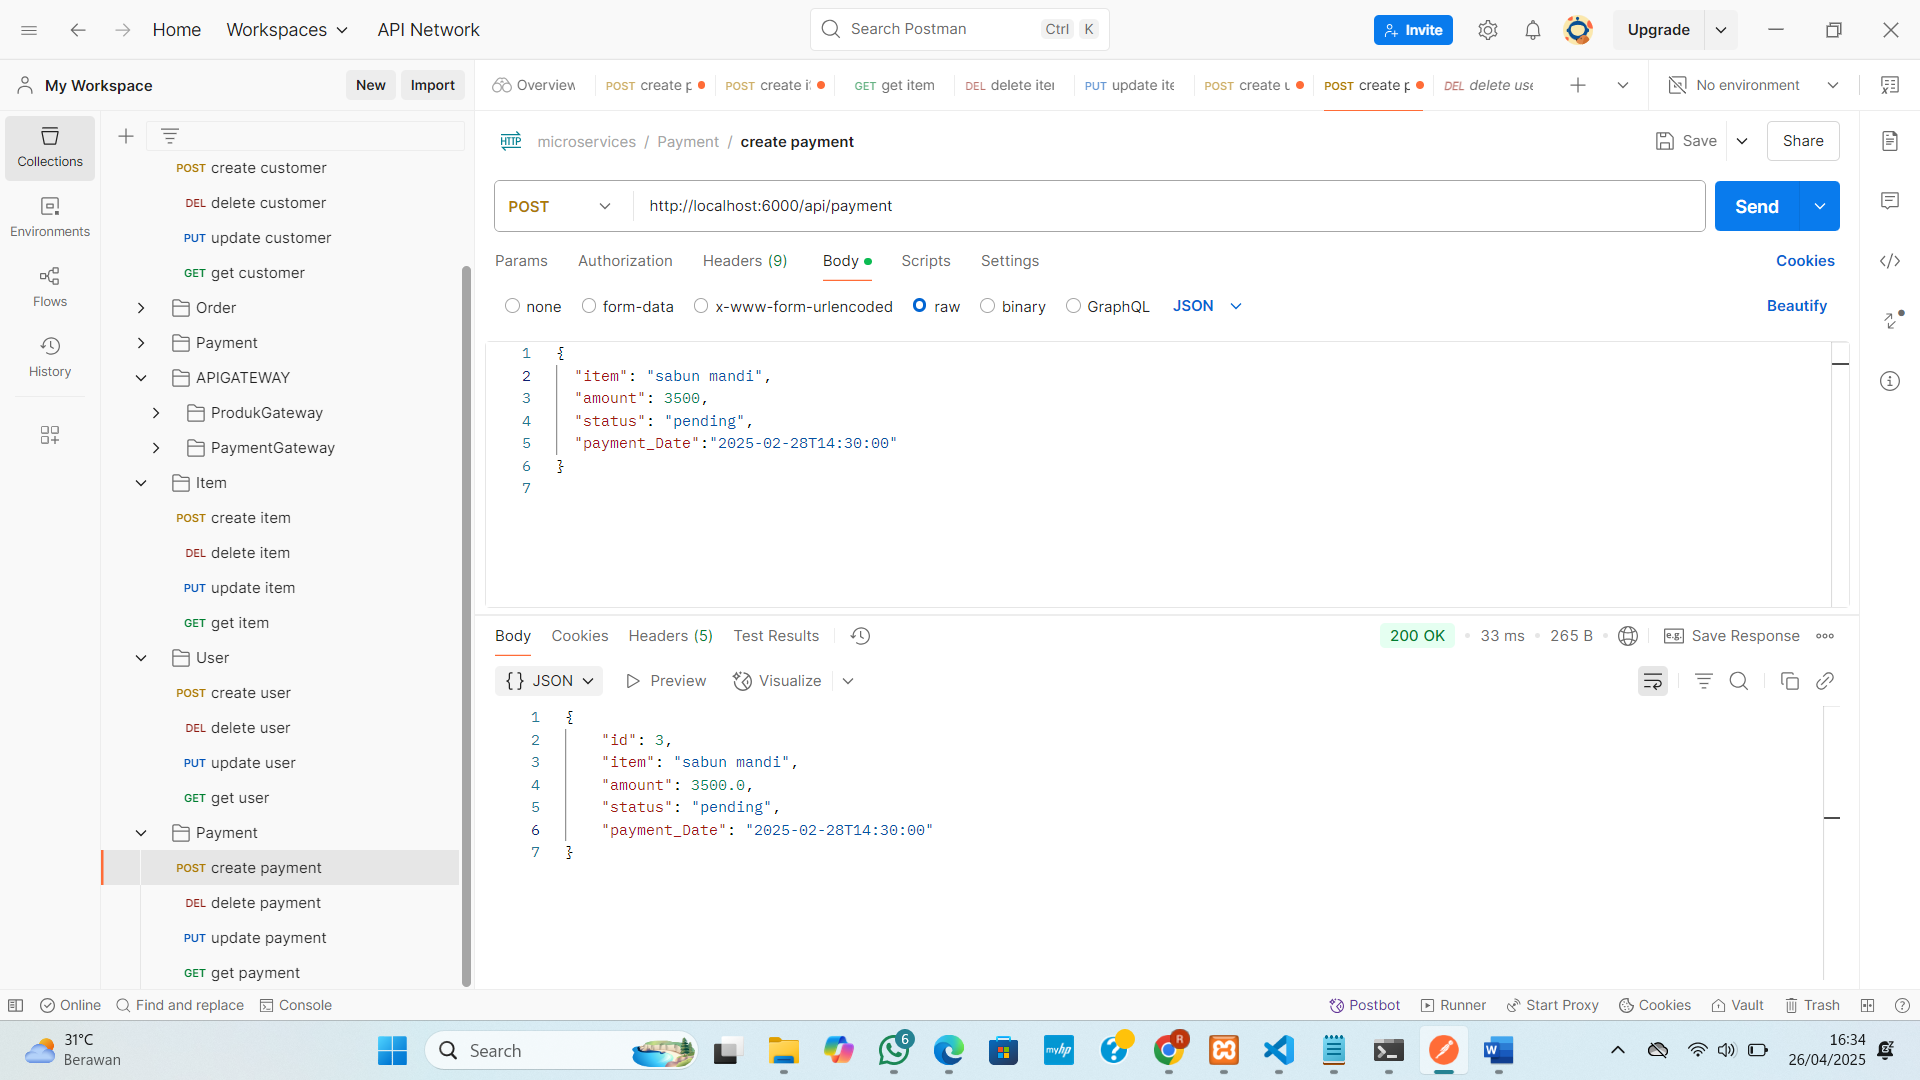 Home
Workspaces
API Network
Search Postman
Ctrl K
Invite
Upgrade
My Workspace
New
Import
Overview
POST create p
POST create i
GET get item
DEL delete iter
PUT update ite
POST create u
POST create p
DEL delete use
No environment
Collections
Environments
Flows
History
POST create customer
DEL delete customer
PUT update customer
GET get customer
Order
Payment
APIGATEWAY
ProdukGateway
PaymentGateway
Item
POST create item
DEL delete item
PUT update item
GET get item
User
POST create user
DEL delete user
PUT update user
GET get user
Payment
POST create payment
DEL delete payment
PUT update payment
GET get payment
HTTP
microservices / Payment / create payment
Save
Share
POST
http://localhost:6000/api/payment
Send
Params
Authorization
Headers (9)
Body
Scripts
Settings
Cookies
none
form-data
x-www-form-urlencoded
raw
binary
GraphQL
JSON
Beautify
1 {
2 "item": "sabun mandi",
3 "amount": 3500,
4 "status": "pending",
5 "payment_Date":"2025-02-28T14:30:00"
6 }
7
Body
Cookies
Headers (5)
Test Results
200 OK
33 ms
265 B
e.g. Save Response
{} JSON
Preview
Visualize
1 {
2 "id": 3,
3 "item": "sabun mandi",
4 "amount": 3500.0,
5 "status": "pending",
6 "payment_Date": "2025-02-28T14:30:00"
7 }
Online
Find and replace
Console
Postbot
Runner
Start Proxy
Cookies
Vault
Trash
31°C
Berawan
Search
6
myhp
R
W
16:34
26/04/2025